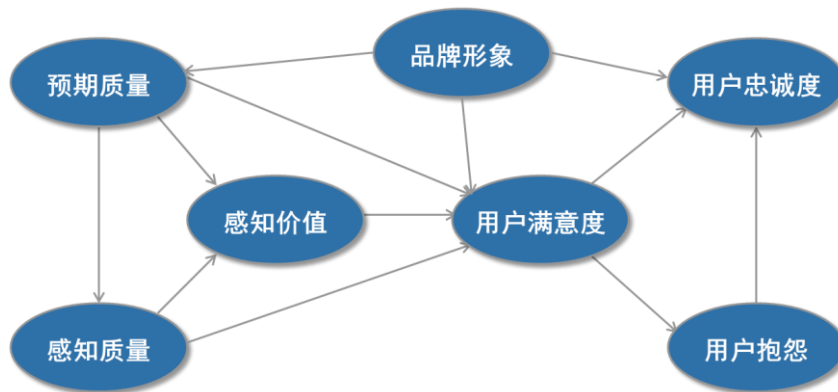 品牌形象
预期质量
用户忠诚度
感知价值
用户满意度
感知质量
用户抱怨